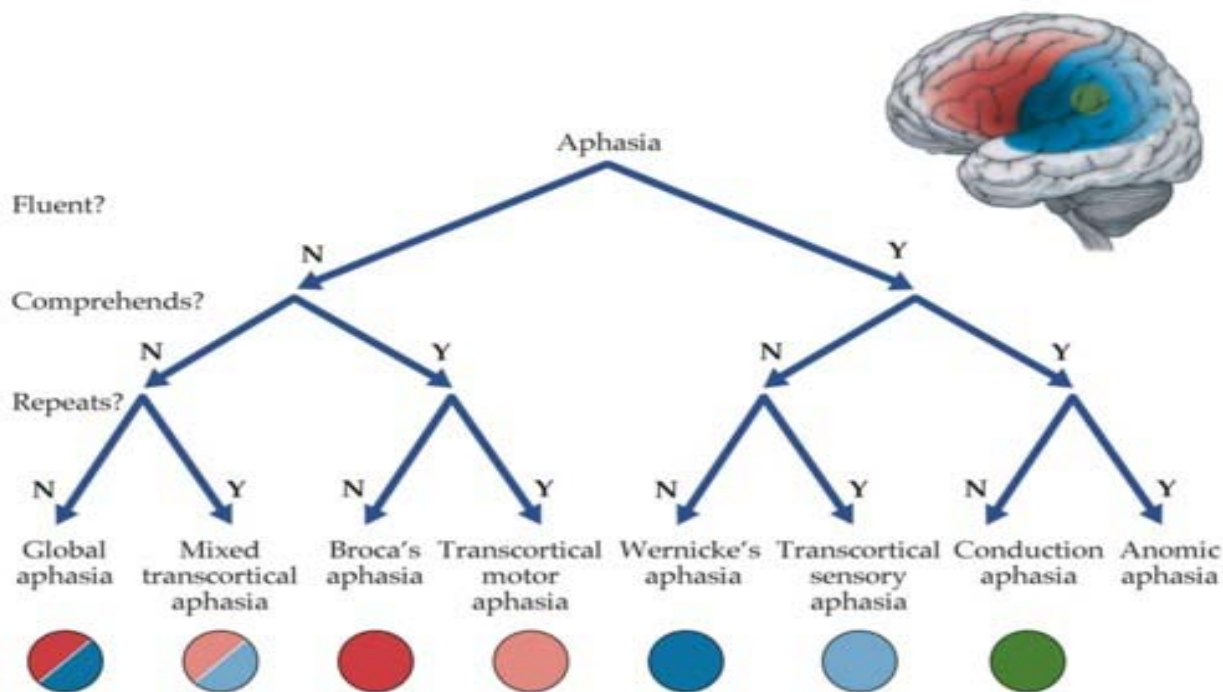 Aphasia
Fluent?
N
Y
Comprehends?
N
Y
N
Y
Repeats?
N
Y
N
Y
N
Y
N
Y
Global
aphasia
Mixed
transcortical
aphasia
Broca's
aphasia
Transcortical
motor
aphasia
Wernicke's
aphasia
Transcortical
sensory
aphasia
Conduction
aphasia
Anomic
aphasia